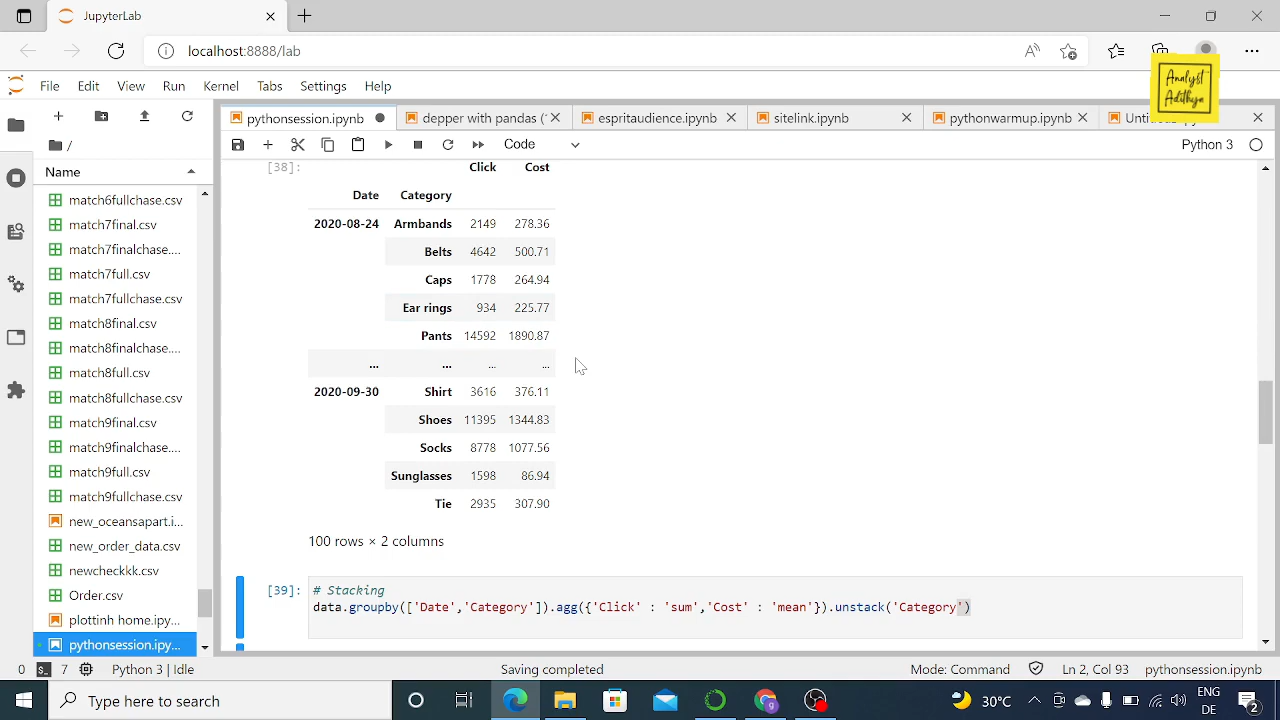 JupyterLab
localhost:8888/lab
Analyst
Adithya
File Edit View Run Kernel Tabs Settings Help
pythonsession.ipynb
depper with pandas (
espritaudience.ipynb
sitelink.ipynb
pythonwarmup.ipynb
/
Code
Python 3
Name
match6fullchase.csv
match7final.csv
match7finalchase....
match7full.csv
match7fullchase.csv
match8final.csv
match8finalchase....
match8full.csv
match8fullchase.csv
match9final.csv
match9finalchase....
match9full.csv
match9fullchase.csv
new_oceansapart.i...
new_order_data.csv
newcheckkk.csv
Order.csv
plottinh home.ipy...
pythonsession.ipy...
[38]:
Click Cost
Date Category
2020-08-24 Armbands 2149 278.36
Belts 4642 500.71
Caps 1778 264.94
Ear rings 934 225.77
Pants 14592 1890.87
... ... ... ...
2020-09-30 Shirt 3616 376.11
Shoes 11395 1344.83
Socks 8778 1077.56
Sunglasses 1598 86.94
Tie 2935 307.90
100 rows × 2 columns
[39]:
# Stacking
data.groupby(['Date','Category']).agg({'Click' : 'sum','Cost' : 'mean'}).unstack('Category')
0 7 Python 3 | Idle Saving completed Mode: Command Ln 2, Col 93 pythonsession.ipynb
Type here to search
30°C
ENG
DE
2